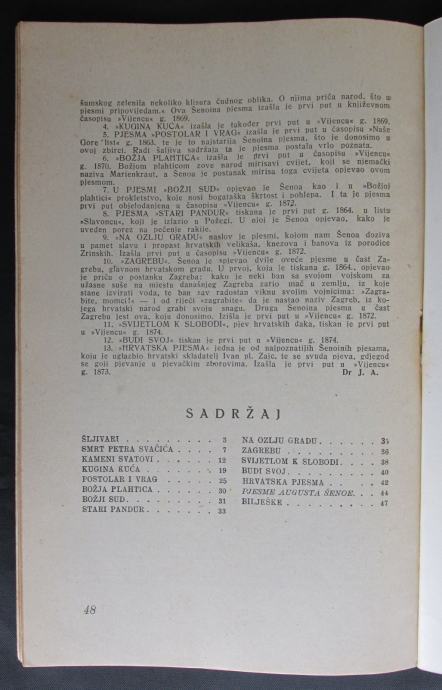 šumskog zelenila nekoliko klisura čudnog oblika. O njima priča narod, što u
pjesmi pripovijedam.« Ova Šenoina pjesma izašla je prvi put u književnom
časopisu »Vijencu« g. 1869.
4. »KUGINA KUĆA« izašla je također prvi put u »Vijencu« g. 1869.
5. PJESMA »POSTOLAR I VRAG« izašla je prvi put u časopisu »Naše
Gore list« g. 1863. te je to najstarija Šenoina pjesma, što je donosimo u
ovoj zbirci. Radi šaljiva sadržaja ta je pjesma postala vrlo poznata.
6. »BOŽJA PLAHTICA« izašla je prvi put u časopisu »Vijencu«
g. 1870. Božjom plahticom zove narod mirisavi cvijet, koji se njemački
naziva Marienkraut, a Šenoa je postanak mirisa toga cvijeta opjevao ovom
pjesmom.
7. U PJESMI »BOŽJI SUD« opjevao je Šenoa kao i u »Božjoj
plahtici« prokletstvo, koje nosi bogataška škrtost i pohlepa. I ta je pjesma
prvi put objelodanjena u časopisu »Vijencu« g. 1872.
8. PJESMA »STARI PANDUR« tiskana je prvi put g. 1864. u listu
»Slavoncu«, koji je izlazio u Požegi. U njoj je Šenoa opjevao, kako je
uveden porez na pečenje rakije.
9. »NA OZLJU GRADU« naslov je pjesmi, kolom nam Šenoa doziva
u pamet slavu i propast hrvatskih velikaša, knezova i banova iz porodice
Zrinskih. Izašla prvi put u časopisu »Vijencu« g. 1872.
10. »ZAGREBU«. Šenoa je spjevao dvije oveće pjesme u čast Za-
grebu, glavnom hrvatskom gradu. U prvoj, koja je tiskana g. 1864., opjevao
je priču o postanku Zagreba: kako je neki ban sa svojom vojskom za
užasne suše na mjestu današnjeg Zagreba zario mač u zemlju, iz koje
stane izvirati voda, te ban sav radostan viknu svojim vojnicima: »Zagra-
bite, momci!« — i od riječi »zagrabite« da je nastao naziv Zagreb, iz ko-
jega hrvatski narod grabi svoju snagu. Druga Šenoina pjesma u čast
Zagrebu jest ova, koju donosimo. Izišla je prvi put u »Vijencu« g. 1872.
11. »SVIJETLOM K SLOBODI«, pjev hrvatskih đaka, tiskan je prvi put
u »Vijencu« g. 1874.
12. »BUDI SVOJ« tiskan je prvi put u »Vijencu« g. 1874.
13. »HRVATSKA PJESMA« jedna je od najpoznatijih Šenoinih pjesama,
koju je uglazbio hrvatski skladatelj Ivan pl. Zajc, te se svuda pjeva, gdjegod
se goji pjevanje u pjevačkim zborovima. Izašla je prvi put u »Vijencu«
g. 1873. Dr J. A.
SADRŽAJ
ŠLJIVARI . . . . . . . . . 3
SMRT PETRA SVAČIĆA . . . . 7
KAMENI SVATOVI . . . . . . 12
KUGINA KUĆA . . . . . . . 19
POSTOLAR I VRAG . . . . . 25
BOŽJA PLAHTICA . . . . . . 30
BOŽJI SUD . . . . . . . . 31
STARI PANDUR . . . . . . . 33
NA OZLJU GRADU . . . . . . 34
ZAGREBU . . . . . . . . . 36
SVIJETLOM K SLOBODI . . . . 38
BUDI SVOJ . . . . . . . . 40
HRVATSKA PJESMA . . . . . 42
PJESME AUGUSTA ŠENOE . . . 44
BILJEŠKE . . . . . . . . . 47
48